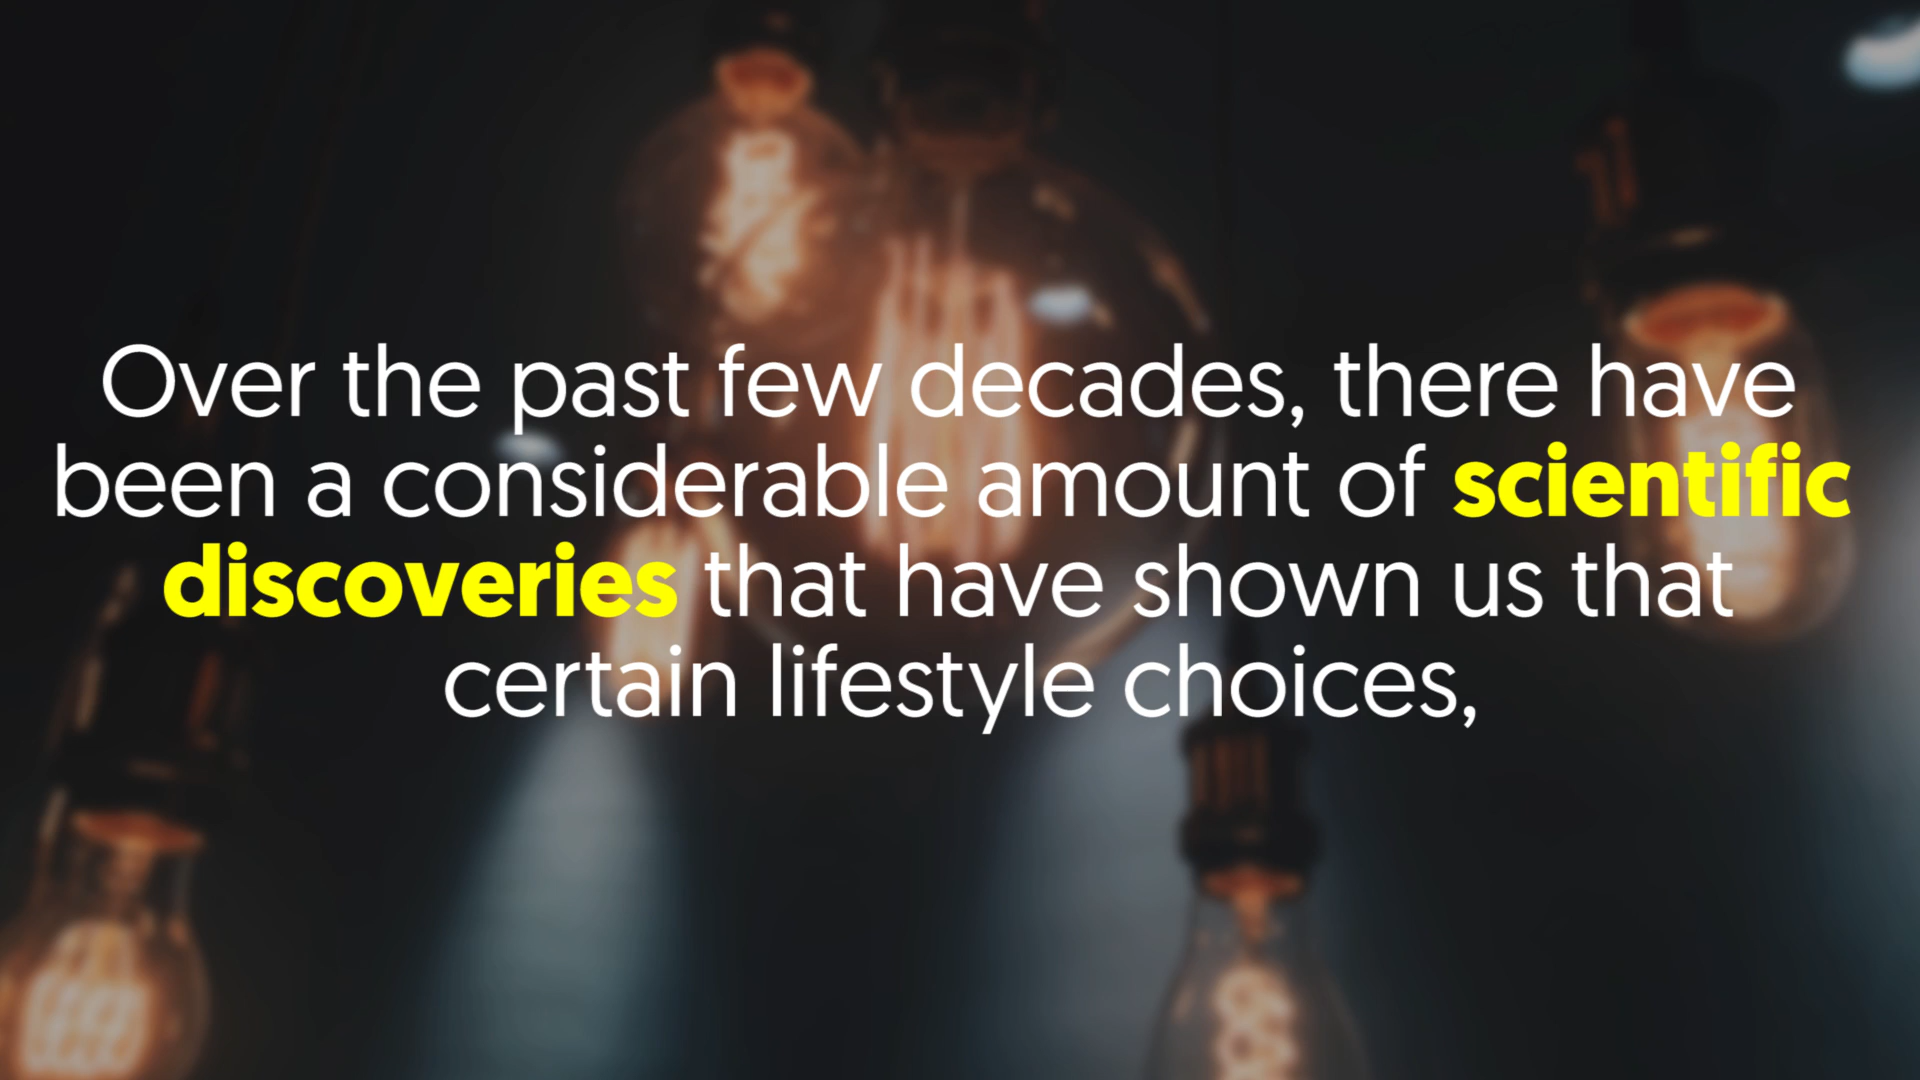 Over the past few decades, there have
been a considerable amount of scientific
discoveries that have shown us that
certain lifestyle choices,